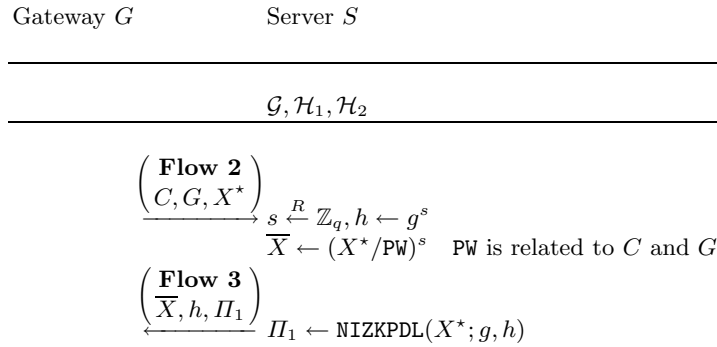 Gateway G Server S
𝒢, ℋ₁, ℋ₂
Flow 2
C, G, X⋆
s ←ᴿ ℤ_q, h ← g^s
X̅ ← (X⋆/PW)^s PW is related to C and G
Flow 3
X̅, h, Π₁
Π₁ ← NIZKPDL(X⋆; g, h)